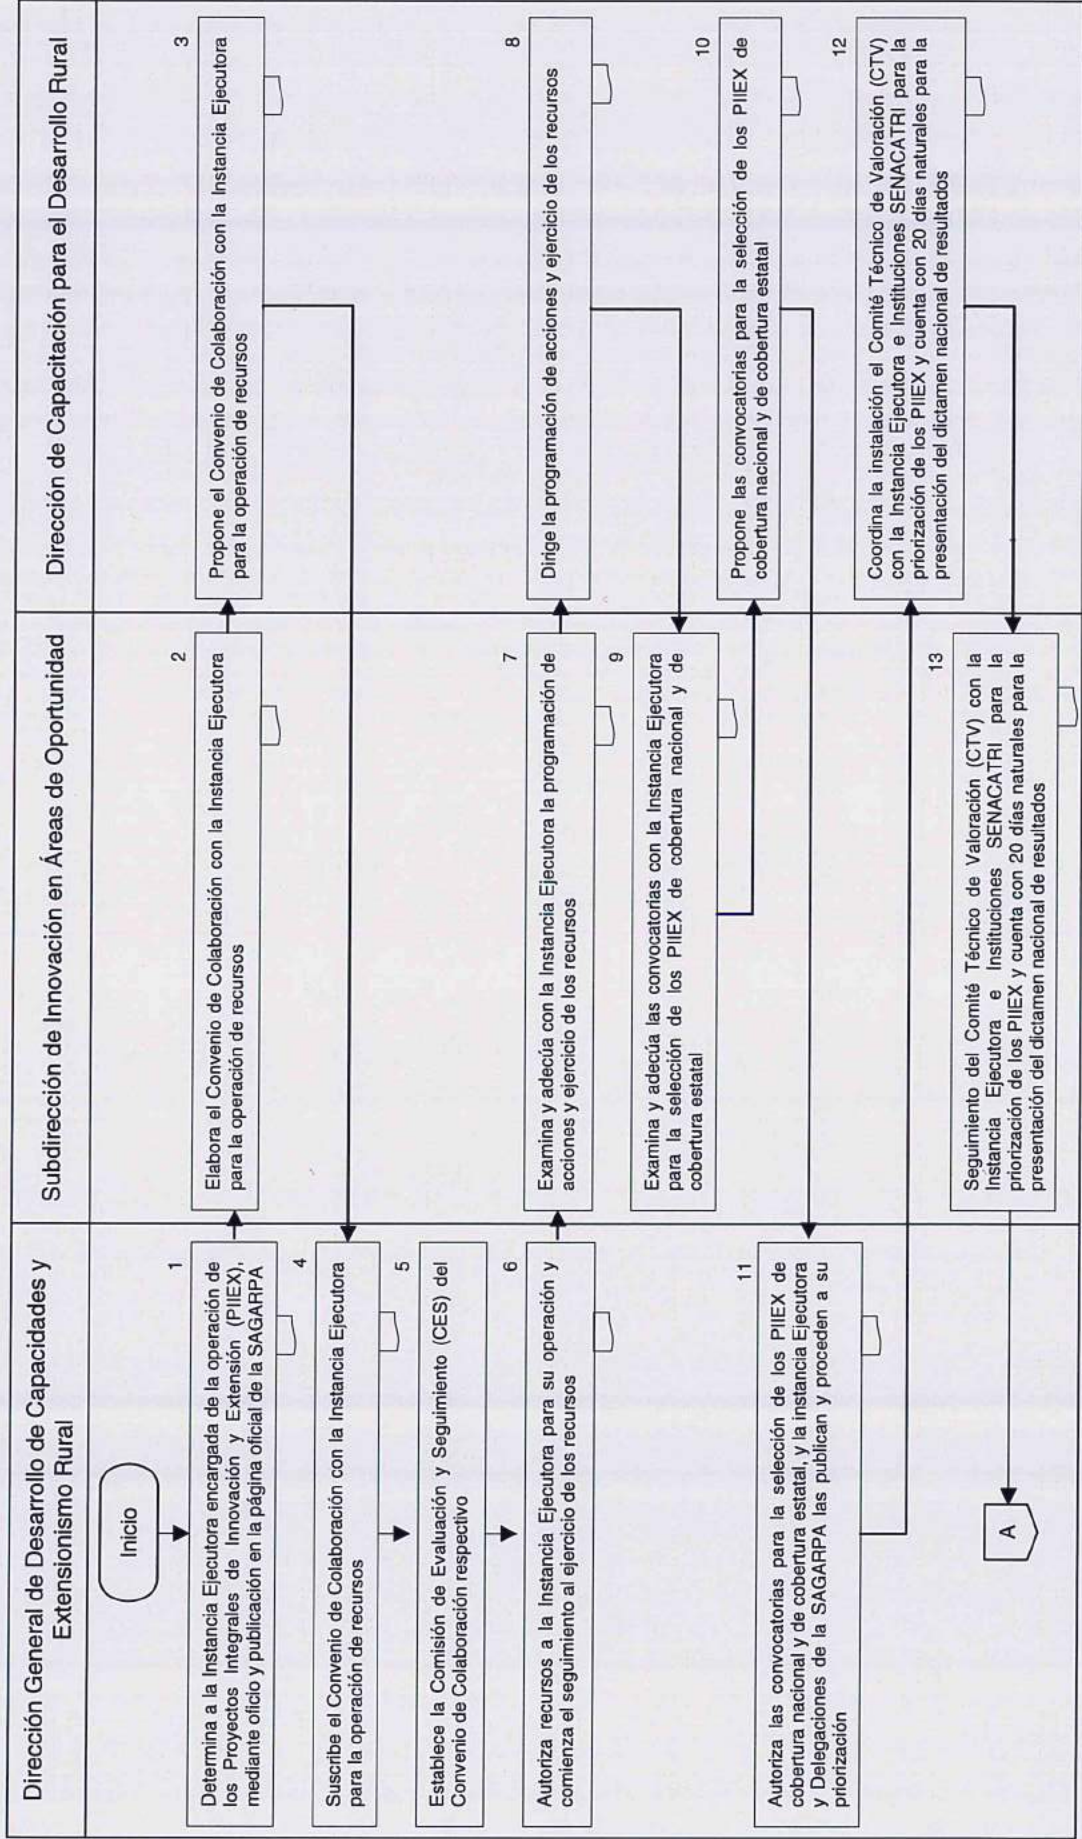 Dirección General de Desarrollo de Capacidades y
Extensionismo Rural
Subdirección de Innovación en Áreas de Oportunidad
Dirección de Capacitación para el Desarrollo Rural
Inicio
1
Determina a la Instancia Ejecutora encargada de la operación de
los Proyectos Integrales de Innovación y Extensión (PIIEX),
mediante oficio y publicación en la página oficial de la SAGARPA
2
Elabora el Convenio de Colaboración con la Instancia Ejecutora
para la operación de recursos
3
Propone el Convenio de Colaboración con la Instancia Ejecutora
para la operación de recursos
4
Suscribe el Convenio de Colaboración con la Instancia Ejecutora
para la operación de recursos
5
Establece la Comisión de Evaluación y Seguimiento (CES) del
Convenio de Colaboración respectivo
6
Autoriza recursos a la Instancia Ejecutora para su operación y
comienza el seguimiento al ejercicio de los recursos
7
Examina y adecúa con la Instancia Ejecutora la programación de
acciones y ejercicio de los recursos
8
Dirige la programación de acciones y ejercicio de los recursos
9
Examina y adecúa las convocatorias con la Instancia Ejecutora
para la selección de los PIIEX de cobertura nacional y de
cobertura estatal
10
Propone las convocatorias para la selección de los PIIEX de
cobertura nacional y de cobertura estatal
11
Autoriza las convocatorias para la selección de los PIIEX de
cobertura nacional y de cobertura estatal, y la instancia Ejecutora
y Delegaciones de la SAGARPA las publican y proceden a su
priorización
12
Coordina la instalación el Comité Técnico de Valoración (CTV)
con la Instancia Ejecutora e Instituciones SENACATRI para la
priorización de los PIIEX y cuenta con 20 días naturales para la
presentación del dictamen nacional de resultados
13
Seguimiento del Comité Técnico de Valoración (CTV) con la
Instancia Ejecutora e Instituciones SENACATRI para la
priorización de los PIIEX y cuenta con 20 días naturales para la
presentación del dictamen nacional de resultados
A